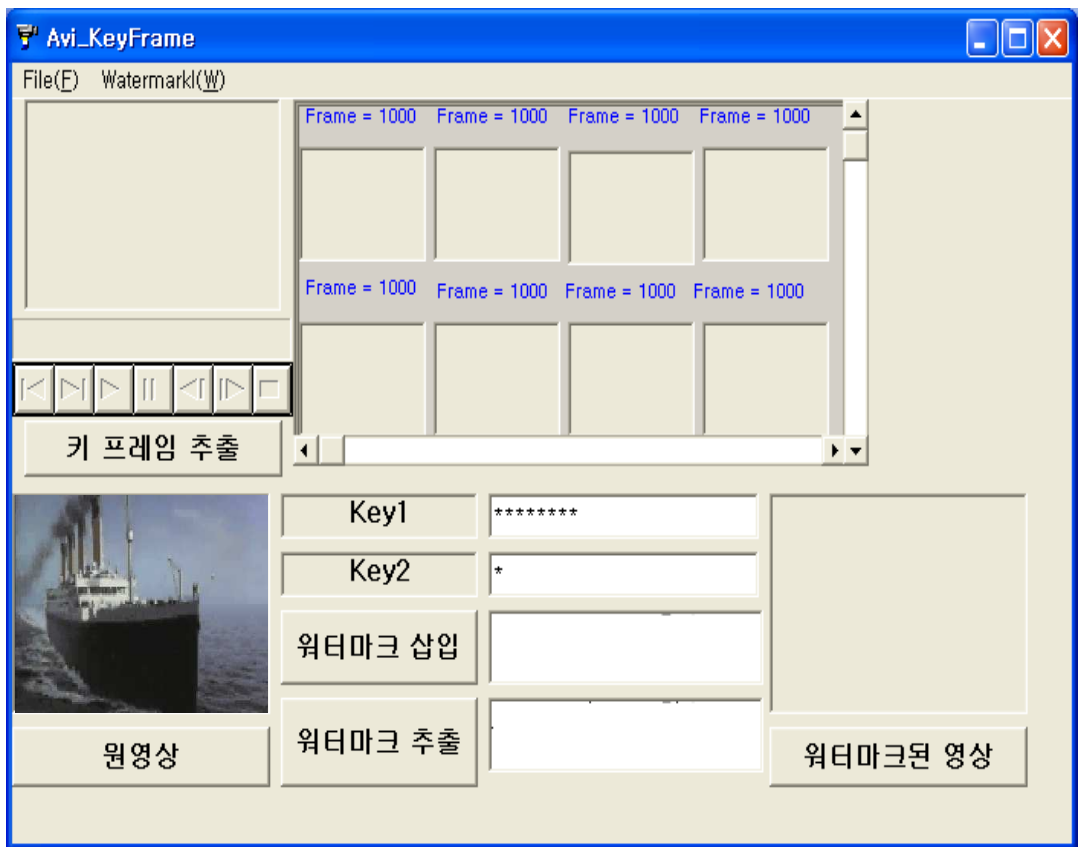 Avi_KeyFrame
File(F) Watermarkl(W)
Frame = 1000 Frame = 1000 Frame = 1000 Frame = 1000
Frame = 1000 Frame = 1000 Frame = 1000 Frame = 1000
키 프레임 추출
Key1 ********
Key2 *
워터마크 삽입
워터마크 추출
원영상
워터마크된 영상